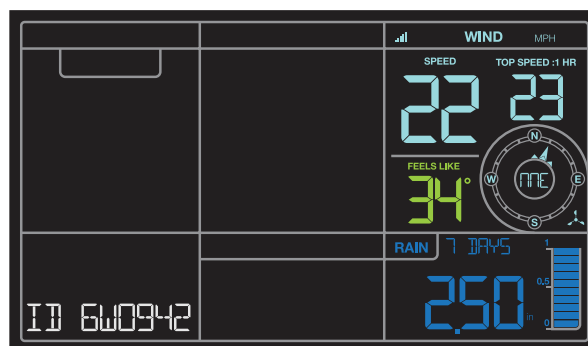 WIND MPH
SPEED TOP SPEED :1 HR
22 23
N
W NNE E
S
FEELS LIKE
34°
RAIN 7 DAYS
1
0.5
0
2.50 in
ID 6W0942